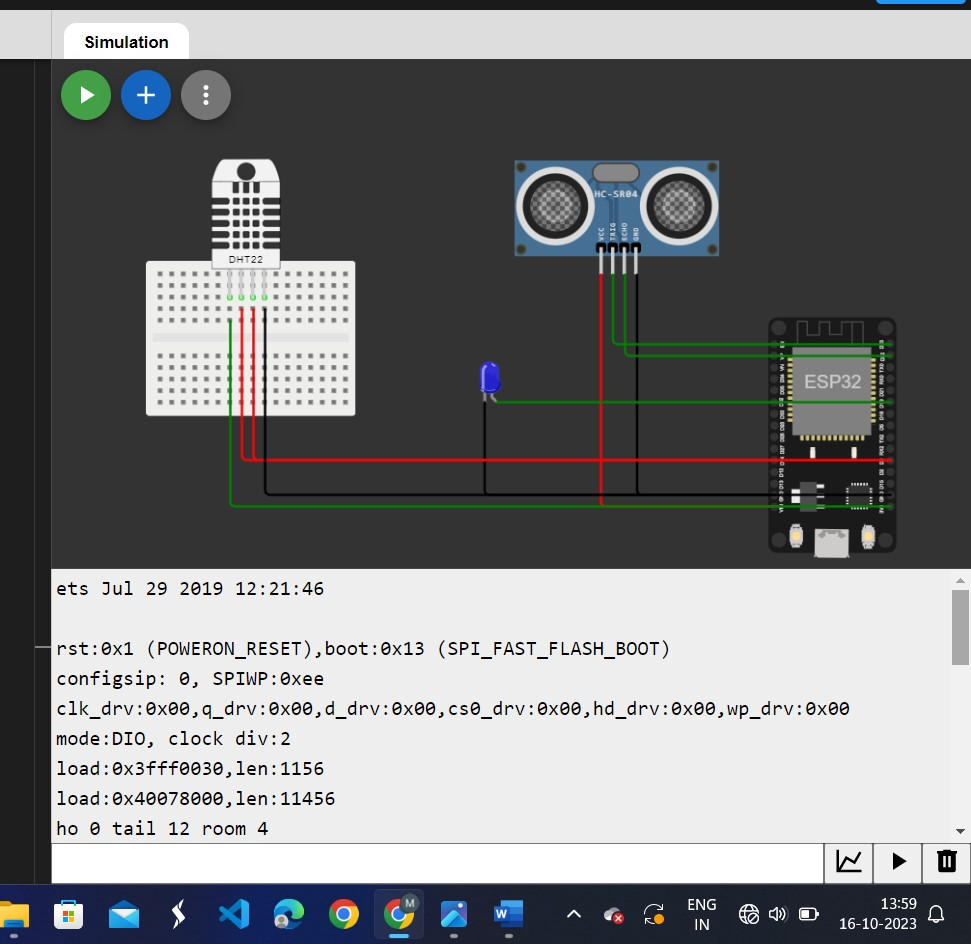 Simulation
HC-SR04
VCC
TRIG
ECHO
GND
DHT22
ESP32
ets Jul 29 2019 12:21:46
rst:0x1 (POWERON_RESET),boot:0x13 (SPI_FAST_FLASH_BOOT)
configsip: 0, SPIWP:0xee
clk_drv:0x00,q_drv:0x00,d_drv:0x00,cs0_drv:0x00,hd_drv:0x00,wp_drv:0x00
mode:DIO, clock div:2
load:0x3fff0030,len:1156
load:0x40078000,len:11456
ho 0 tail 12 room 4
M
W
ENG
IN
13:59
16-10-2023